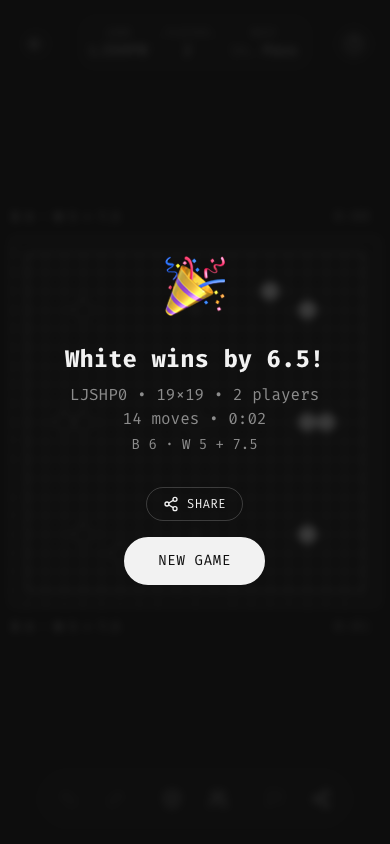 White wins by 6.5!
LJSHP0 • 19×19 • 2 players
14 moves • 0:02
B 6 · W 5 + 7.5
SHARE
NEW GAME